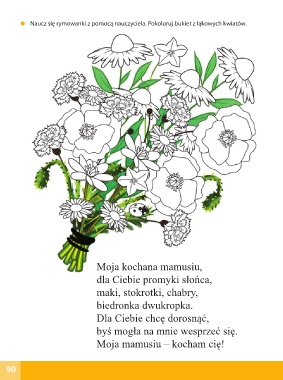 Naucz się rymowanki z pomocą nauczyciela. Pokoloruj bukiet z łąkowych kwiatów.
Moja kochana mamusiu,
dla Ciebie promyki słońca,
maki, stokrotki, chabry,
biedronka dwukropka.
Dla Ciebie chcę dorosnąć,
byś mogła na mnie wesprzeć się.
Moja mamusiu – kocham cię!
90